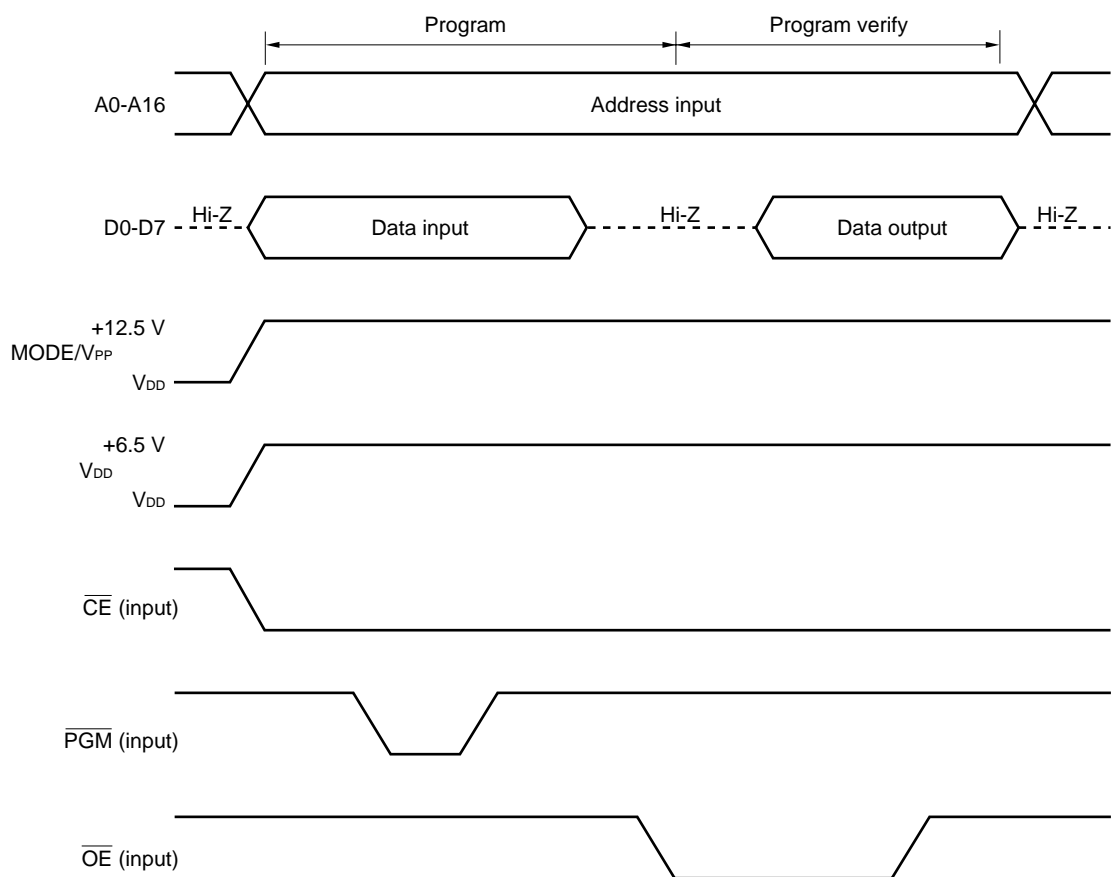 Program Program verify
A0-A16 Address input
D0-D7 Hi-Z Data input Hi-Z Data output Hi-Z
+12.5 V
MODE/VPP
VDD
+6.5 V
VDD
VDD
CE (input)
PGM (input)
OE (input)